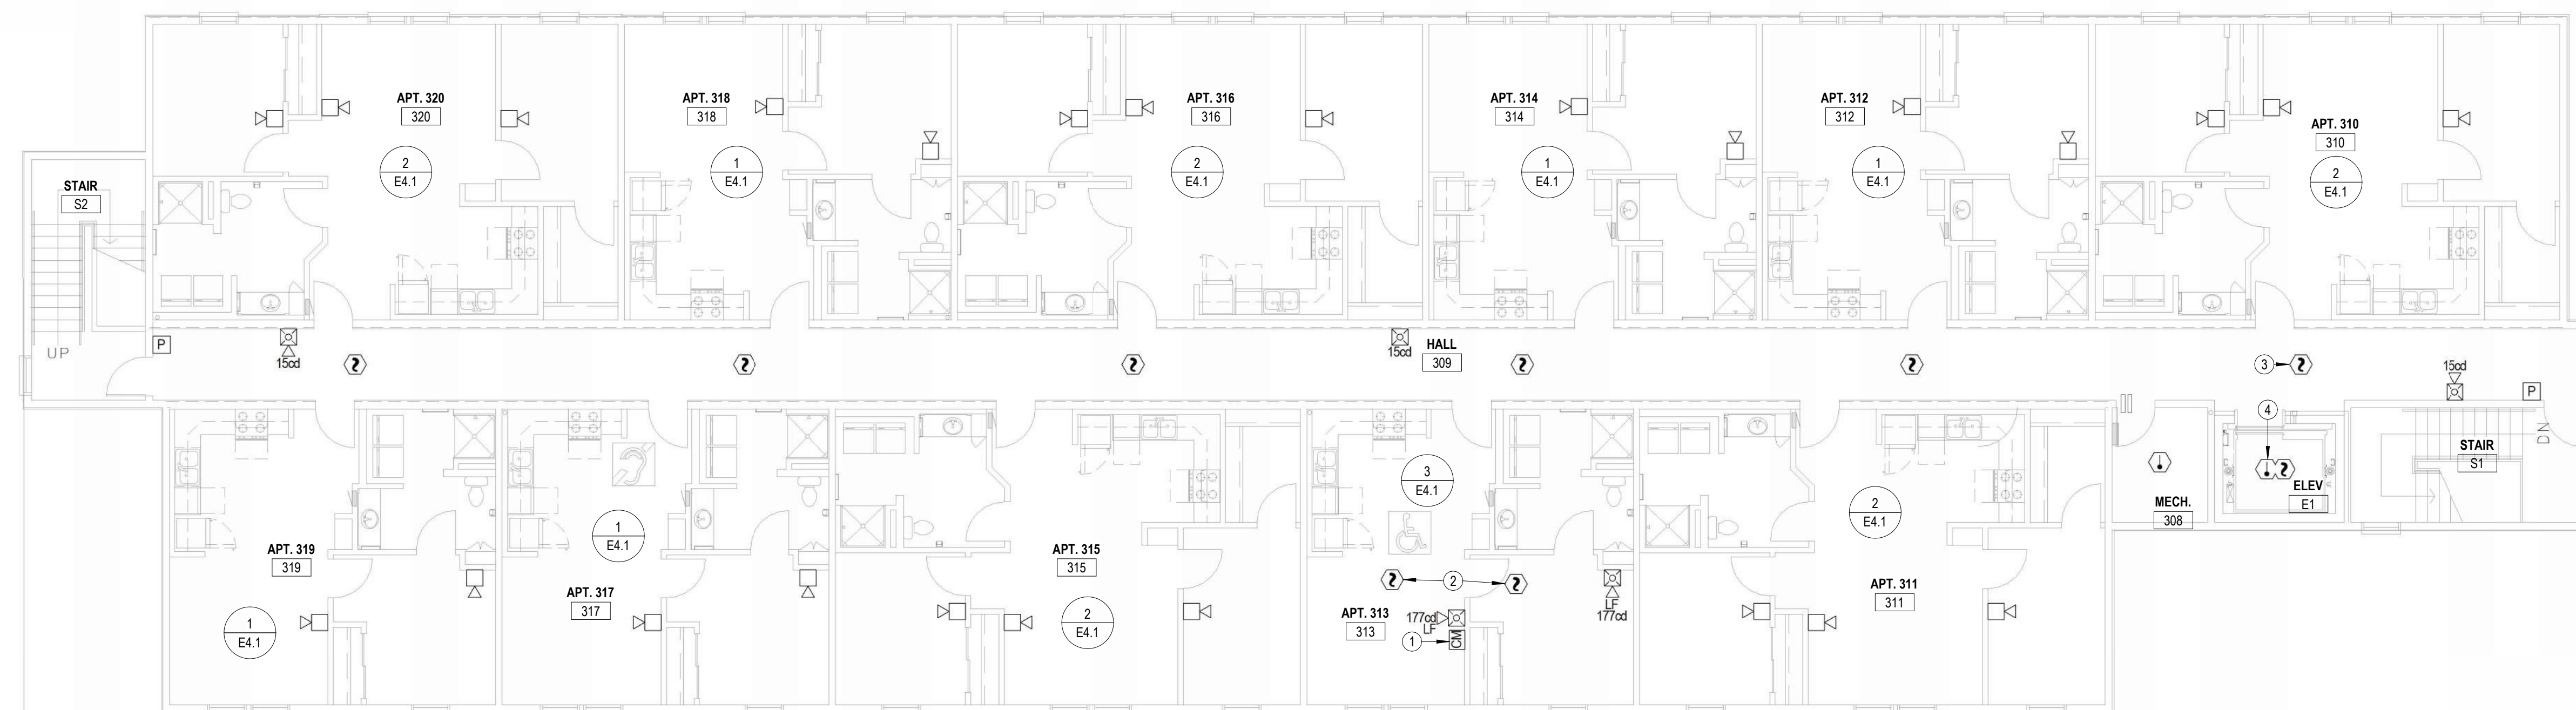 APT. 320
320
2
E4.1
APT. 318
318
1
E4.1
APT. 316
316
2
E4.1
APT. 314
314
1
E4.1
APT. 312
312
1
E4.1
APT. 310
310
2
E4.1
STAIR
S2
UP
P
15cd
15cd
HALL
309
3
15cd
P
4
DN
STAIR
S1
ELEV
E1
MECH.
308
APT. 319
319
1
E4.1
1
E4.1
APT. 317
317
APT. 315
315
2
E4.1
3
E4.1
2
APT. 313
313
177cd
LF
CM
1
LF
177cd
2
E4.1
APT. 311
311